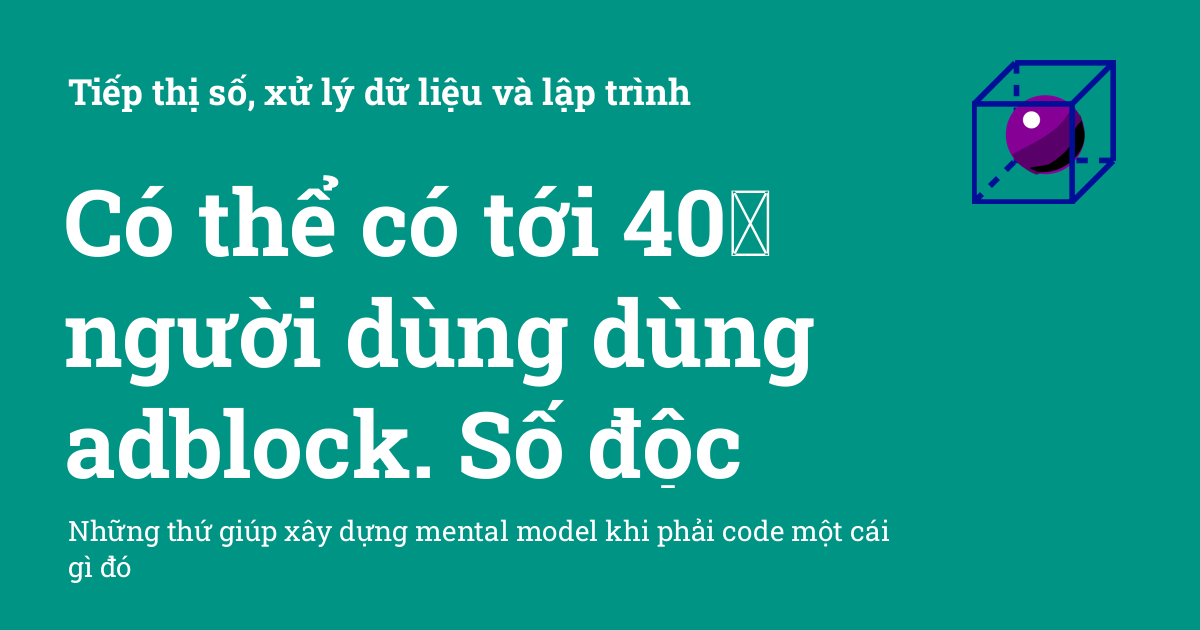 Tiếp thị số, xử lý dữ liệu và lập trình
Có thể có tới 40
người dùng dùng
adblock. Số độc
Những thứ giúp xây dựng mental model khi phải code một cái
gì đó